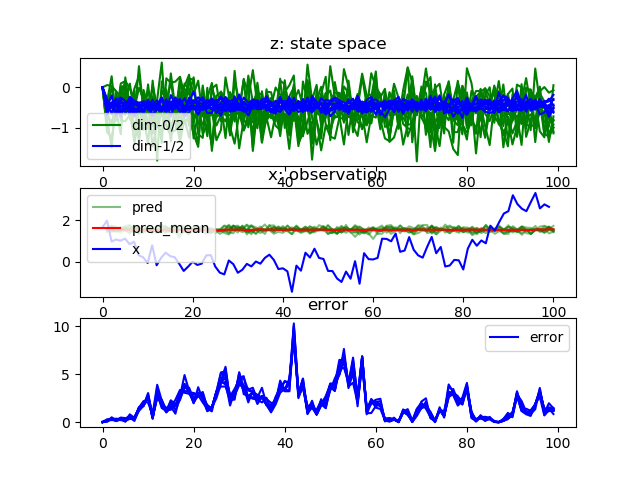 z: state space
0
−1
dim-0/2
dim-1/2
0 20 40 60 80 100
x: observation
2
0
pred
pred_mean
x
0 20 40 60 80 100
error
10
5
0
error
0 20 40 60 80 100